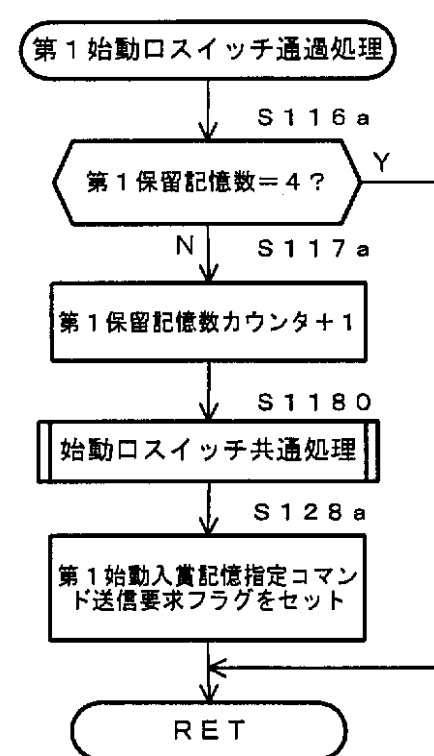 第1始動口スイッチ通過処理
S116a
第1保留記憶数=4?
Y
N
S117a
第1保留記憶数カウンタ+1
S1180
始動口スイッチ共通処理
S128a
第1始動入賞記憶指定コマン
ド送信要求フラグをセット
RET